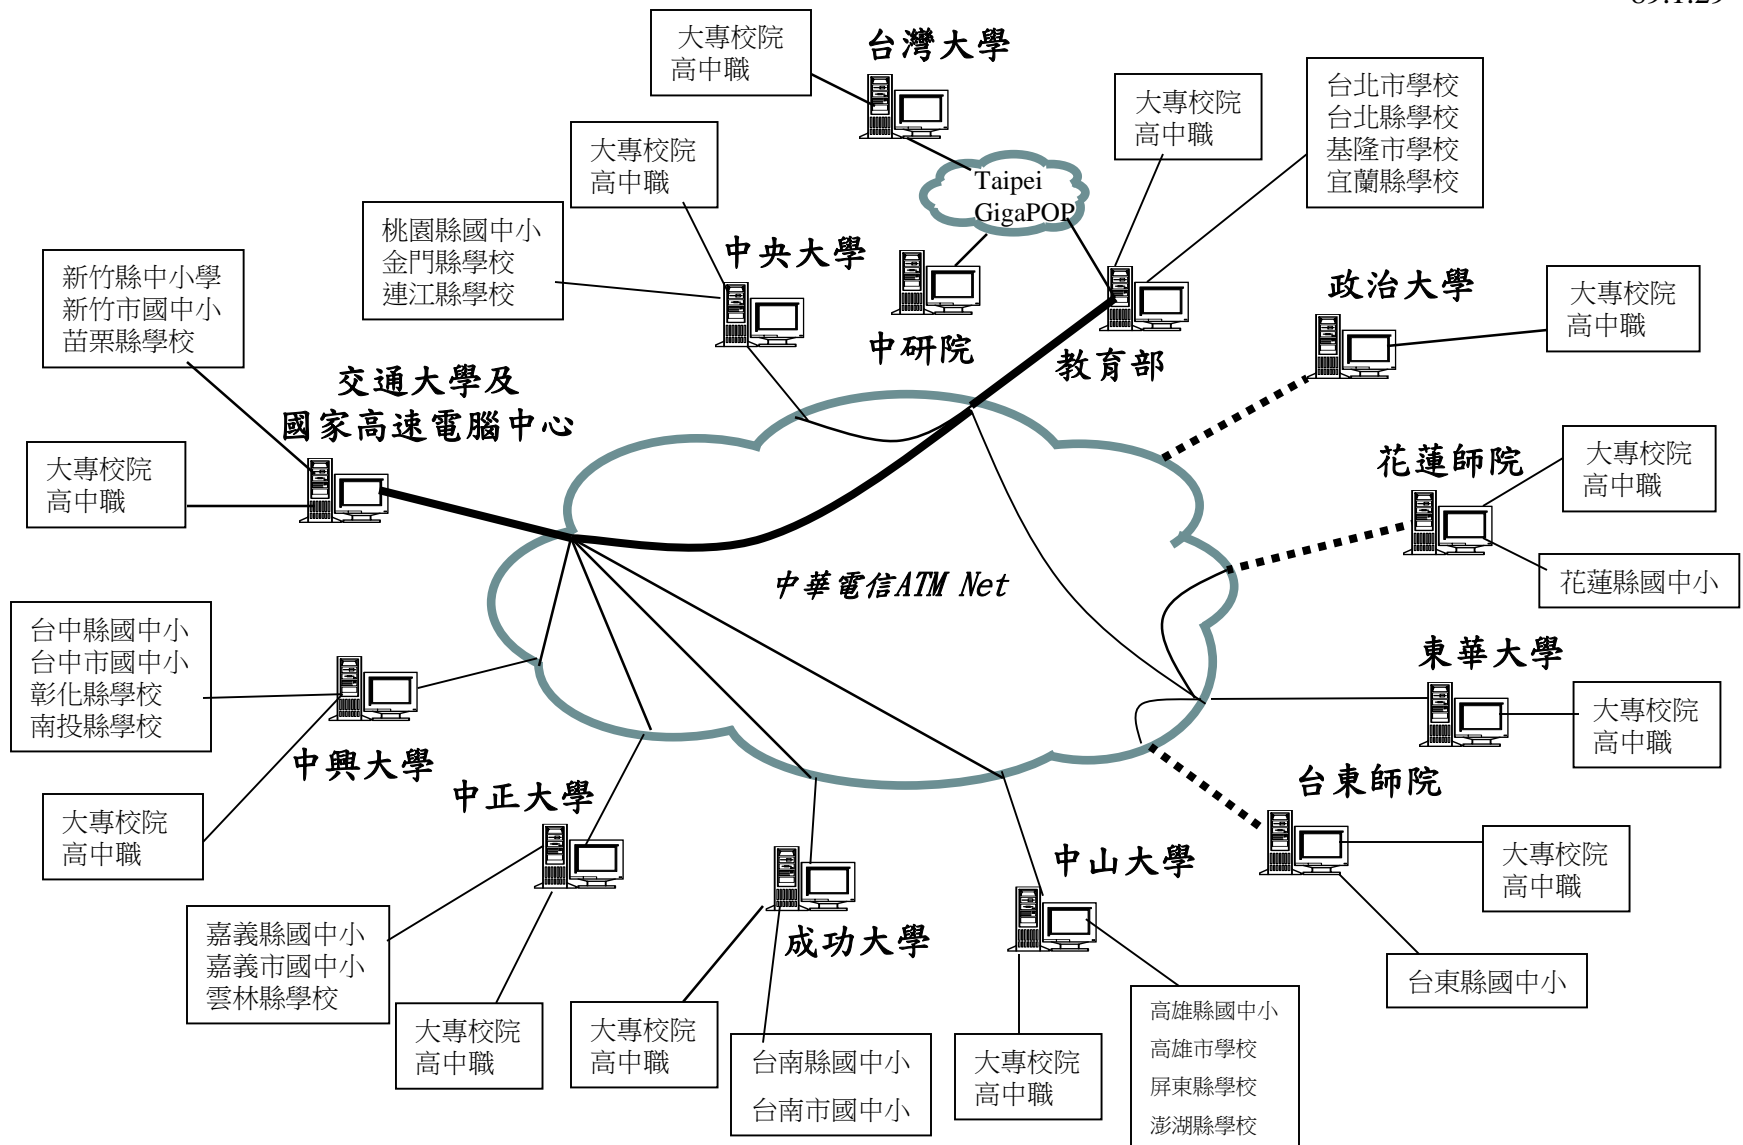 大專校院
高中職
台灣大學
大專校院
高中職
台北市學校
台北縣學校
基隆市學校
宜蘭縣學校
大專校院
高中職
Taipei
GigaPOP
桃園縣國中小
金門縣學校
連江縣學校
中央大學
新竹縣中小學
新竹市國中小
苗栗縣學校
政治大學
大專校院
高中職
中研院
教育部
交通大學及
國家高速電腦中心
大專校院
高中職
花蓮師院
大專校院
高中職
中華電信ATM Net
花蓮縣國中小
台中縣國中小
台中市國中小
彰化縣學校
南投縣學校
東華大學
大專校院
高中職
中興大學
中正大學
台東師院
大專校院
高中職
中山大學
大專校院
高中職
成功大學
嘉義縣國中小
嘉義市國中小
雲林縣學校
台東縣國中小
大專校院
高中職
大專校院
高中職
台南縣國中小
台南市國中小
大專校院
高中職
高雄縣國中小
高雄市學校
屏東縣學校
澎湖縣學校